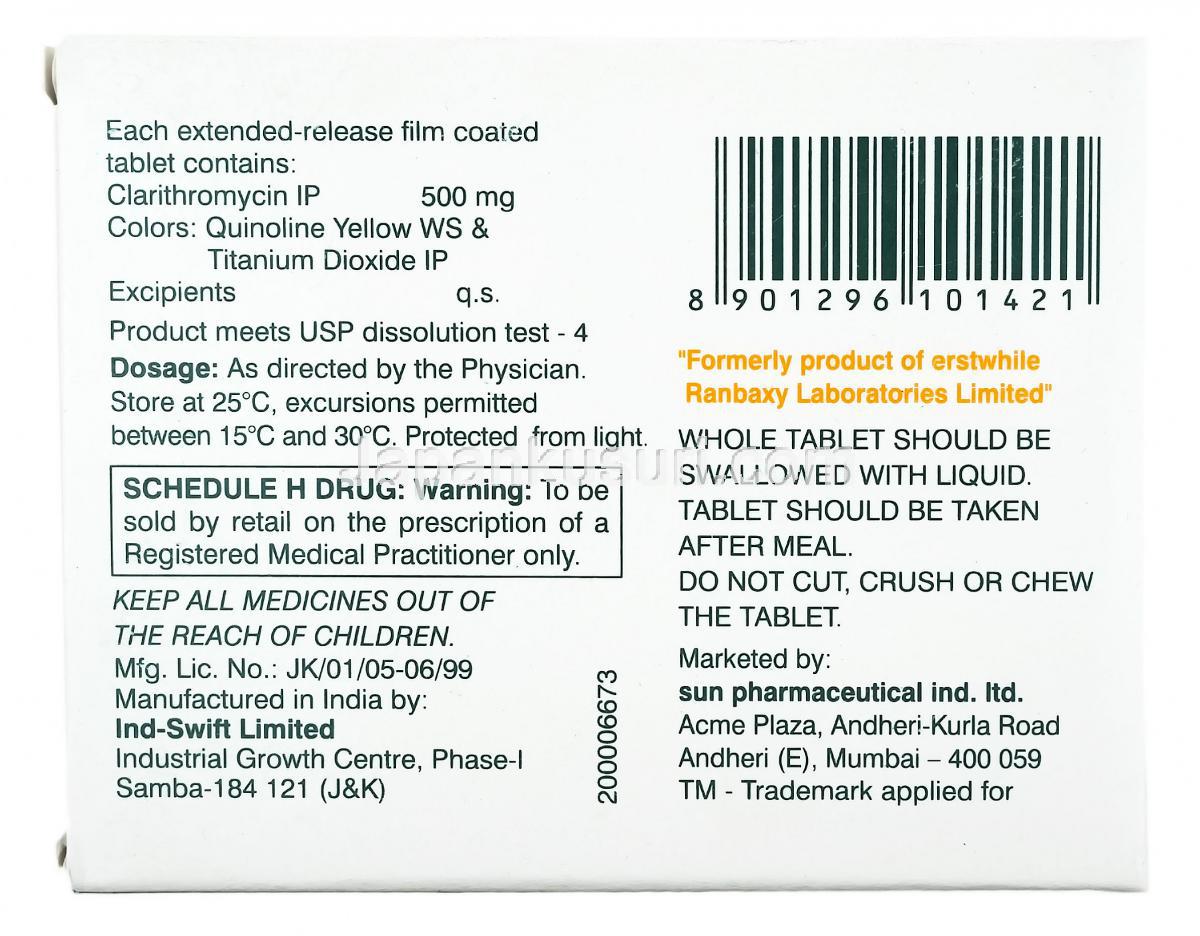 Each extended-release film coated
tablet contains:
Clarithromycin IP 500 mg
Colors: Quinoline Yellow WS &
Titanium Dioxide IP
Excipients q.s.
Product meets USP dissolution test - 4
Dosage: As directed by the Physician.
Store at 25°C, excursions permitted
between 15°C and 30°C. Protected from light.
SCHEDULE H DRUG: Warning: To be
sold by retail on the prescription of a
Registered Medical Practitioner only.
KEEP ALL MEDICINES OUT OF
THE REACH OF CHILDREN.
Mfg. Lic. No.: JK/01/05-06/99
Manufactured in India by:
Ind-Swift Limited
Industrial Growth Centre, Phase-I
Samba-184 121 (J&K)
200006673
8 901296 101421
"Formerly product of erstwhile
Ranbaxy Laboratories Limited"
WHOLE TABLET SHOULD BE
SWALLOWED WITH LIQUID.
TABLET SHOULD BE TAKEN
AFTER MEAL.
DO NOT CUT, CRUSH OR CHEW
THE TABLET.
Marketed by:
sun pharmaceutical ind. ltd.
Acme Plaza, Andheri-Kurla Road
Andheri (E), Mumbai – 400 059
TM - Trademark applied for
Japankusuri.com